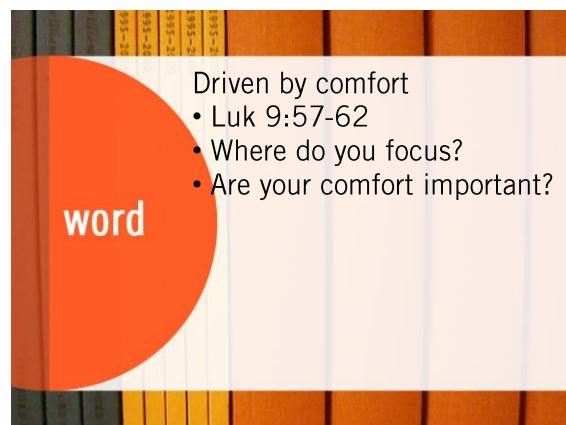 Driven by comfort
• Luk 9:57-62
• Where do you focus?
• Are your comfort important?
word